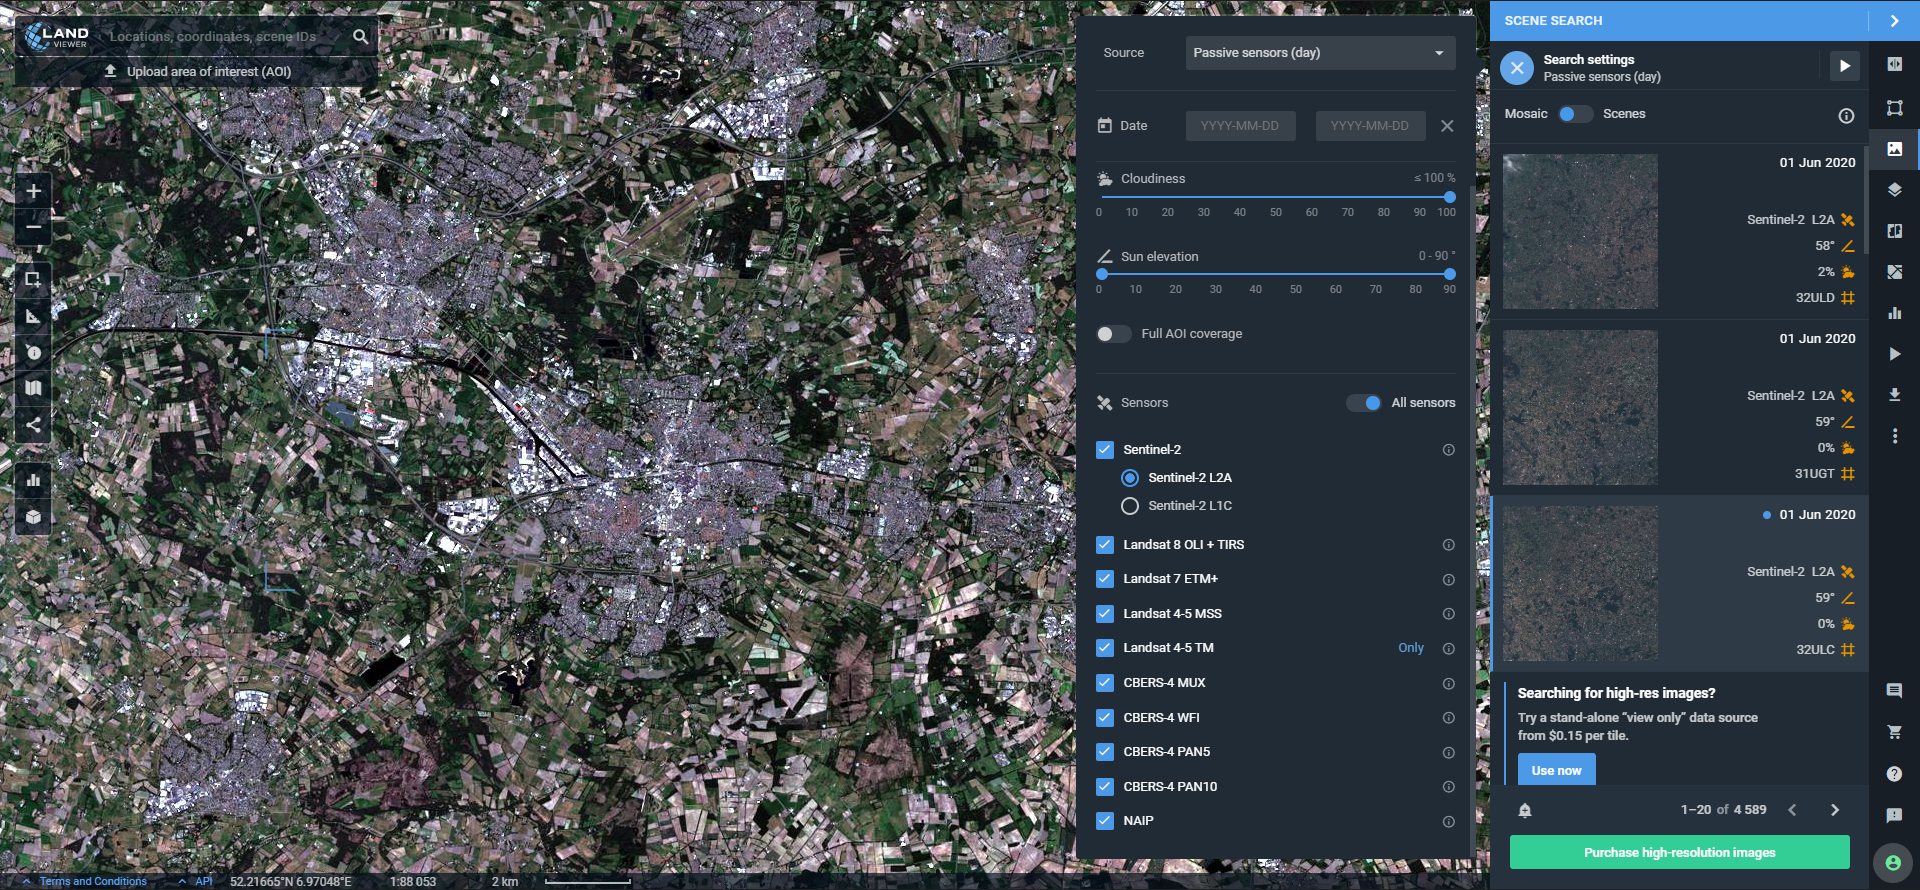 LAND
VIEWER
Locations, coordinates, scene IDs
Upload area of interest (AOI)
Source
Passive sensors (day)
Date
YYYY-MM-DD
YYYY-MM-DD
Cloudiness
≤ 100 %
0 10 20 30 40 50 60 70 80 90 100
Sun elevation
0 - 90 °
0 10 20 30 40 50 60 70 80 90
Full AOI coverage
Sensors
All sensors
Sentinel-2
Sentinel-2 L2A
Sentinel-2 L1C
Landsat 8 OLI + TIRS
Landsat 7 ETM+
Landsat 4-5 MSS
Landsat 4-5 TM
Only
CBERS-4 MUX
CBERS-4 WFI
CBERS-4 PAN5
CBERS-4 PAN10
NAIP
SCENE SEARCH
Search settings
Passive sensors (day)
Mosaic
Scenes
01 Jun 2020
Sentinel-2 L2A
58°
2%
32ULD
01 Jun 2020
Sentinel-2 L2A
59°
0%
31UGT
01 Jun 2020
Sentinel-2 L2A
59°
0%
32ULC
Searching for high-res images?
Try a stand-alone “view only” data source
from $0.15 per tile.
Use now
1–20 of 4 589
Purchase high-resolution images
Terms and Conditions
API
52.21665°N 6.97048°E
1:88 053
2 km